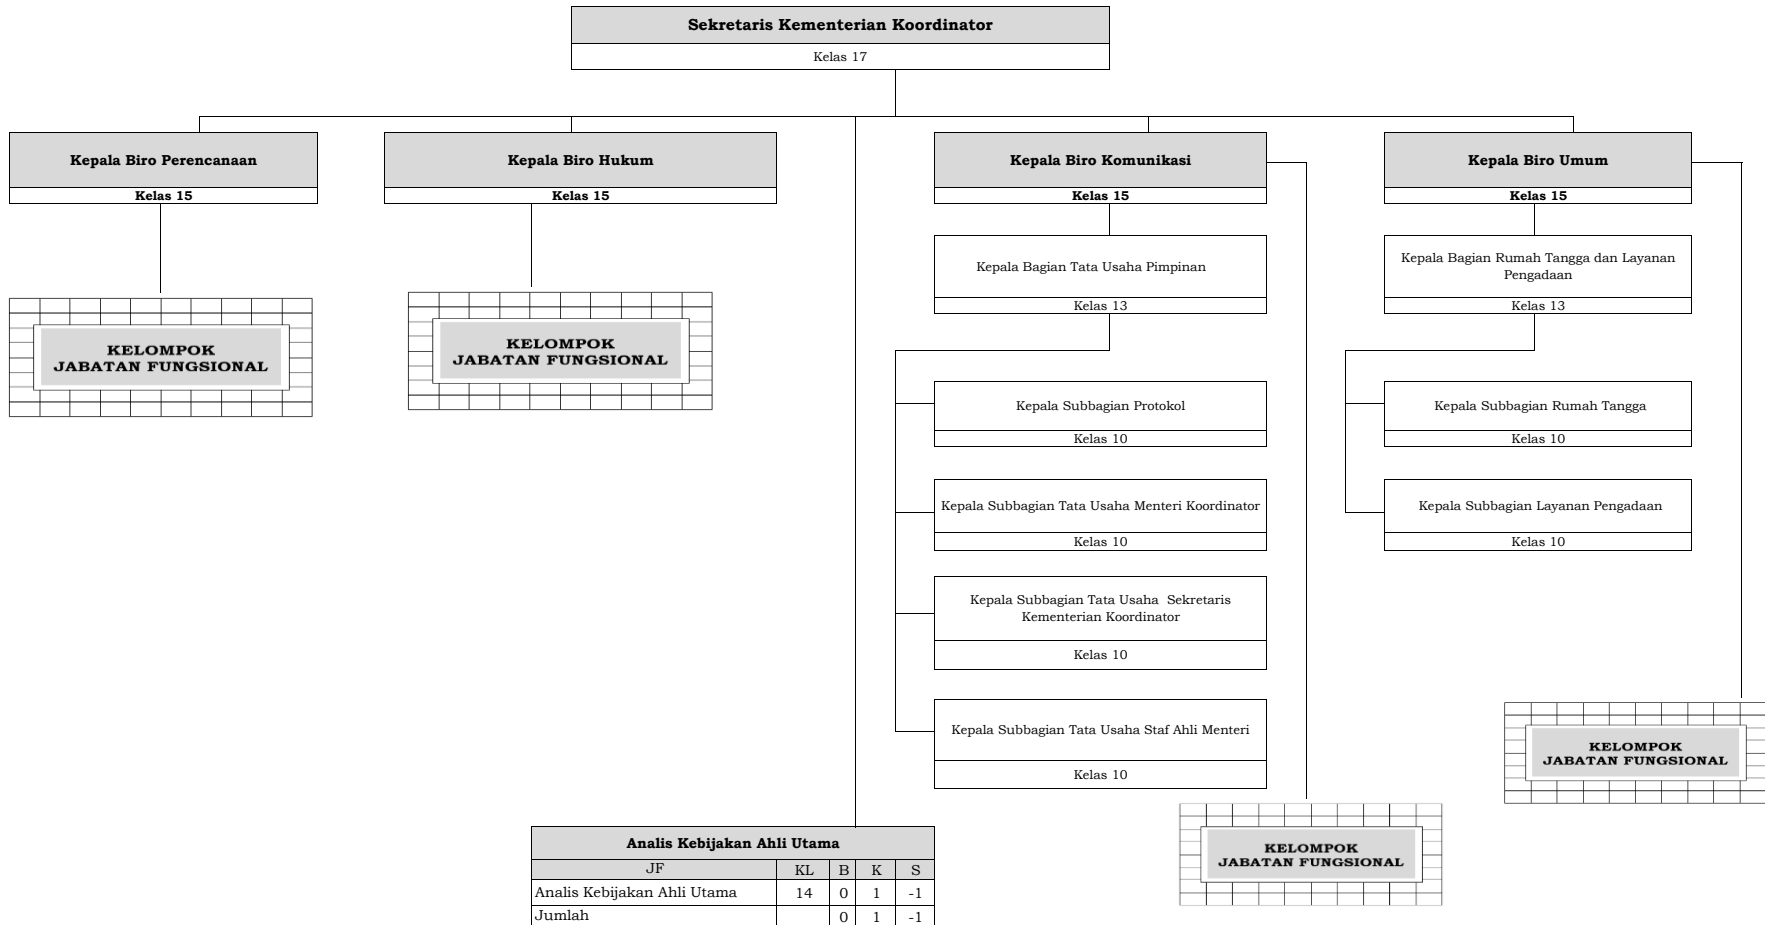 Sekretaris Kementerian Koordinator
Kelas 17
Kepala Biro Perencanaan
Kelas 15
KELOMPOK
JABATAN FUNGSIONAL
Kepala Biro Hukum
Kelas 15
KELOMPOK
JABATAN FUNGSIONAL
Kepala Biro Komunikasi
Kelas 15
Kepala Bagian Tata Usaha Pimpinan
Kelas 13
Kepala Subbagian Protokol
Kelas 10
Kepala Subbagian Tata Usaha Menteri Koordinator
Kelas 10
Kepala Subbagian Tata Usaha  Sekretaris
Kementerian Koordinator
Kelas 10
Kepala Subbagian Tata Usaha Staf Ahli Menteri
Kelas 10
KELOMPOK
JABATAN FUNGSIONAL
Kepala Biro Umum
Kelas 15
Kepala Bagian Rumah Tangga dan Layanan
Pengadaan
Kelas 13
Kepala Subbagian Rumah Tangga
Kelas 10
Kepala Subbagian Layanan Pengadaan
Kelas 10
KELOMPOK
JABATAN FUNGSIONAL
Analis Kebijakan Ahli Utama
JF KL B K S
Analis Kebijakan Ahli Utama 14 0 1 -1
Jumlah 0 1 -1